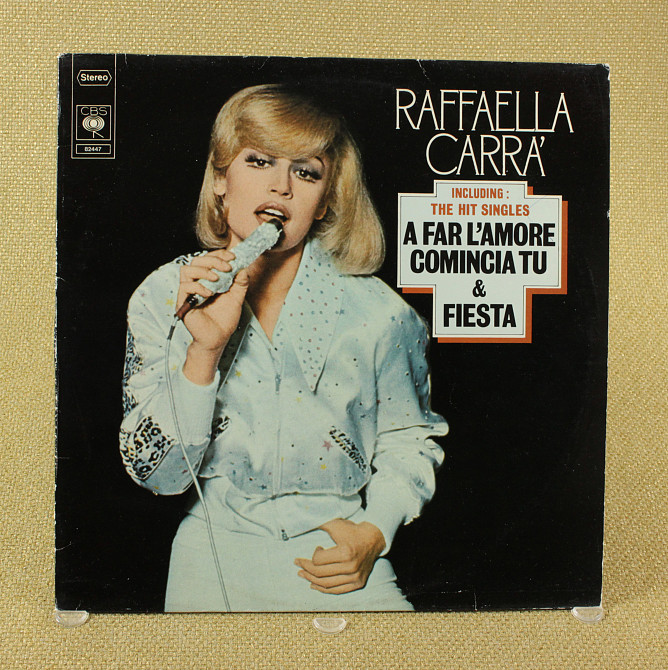 Stereo
CBS
82447
RAFFAELLA
CARRA'
INCLUDING :
THE HIT SINGLES
A FAR L'AMORE
COMINCIA TU
&
FIESTA